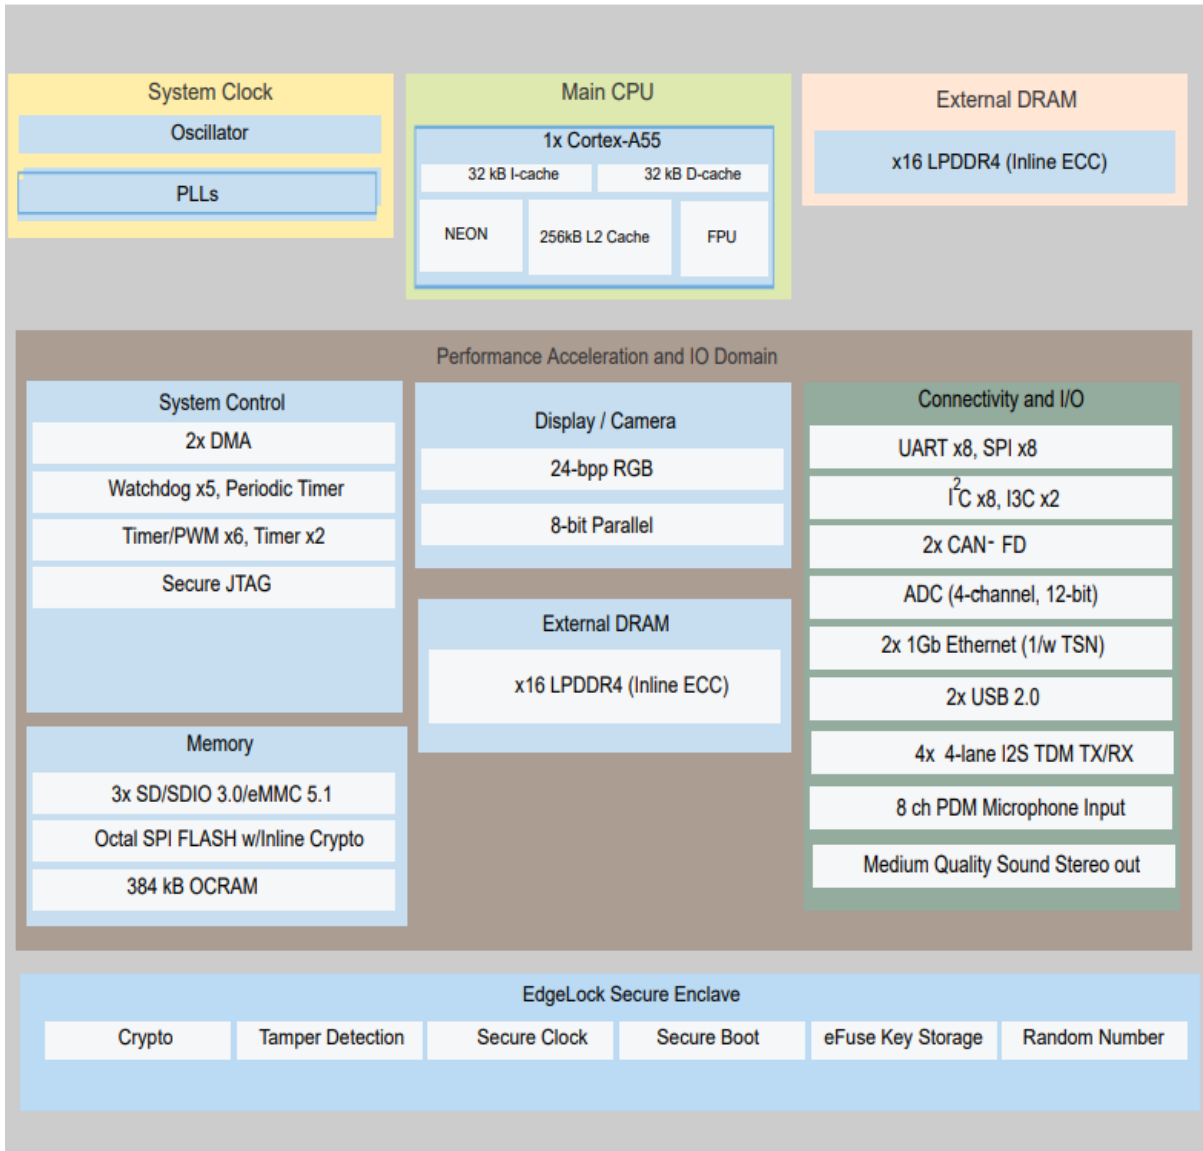 System Clock
Oscillator
PLLs
Main CPU
1x Cortex-A55
32 kB I-cache
32 kB D-cache
NEON
256kB L2 Cache
FPU
External DRAM
x16 LPDDR4 (Inline ECC)
Performance Acceleration and IO Domain
System Control
2x DMA
Watchdog x5, Periodic Timer
Timer/PWM x6, Timer x2
Secure JTAG
Memory
3x SD/SDIO 3.0/eMMC 5.1
Octal SPI FLASH w/Inline Crypto
384 kB OCRAM
Display / Camera
24-bpp RGB
8-bit Parallel
External DRAM
x16 LPDDR4 (Inline ECC)
Connectivity and I/O
UART x8, SPI x8
I²C x8, I3C x2
2x CAN- FD
ADC (4-channel, 12-bit)
2x 1Gb Ethernet (1/w TSN)
2x USB 2.0
4x 4-lane I2S TDM TX/RX
8 ch PDM Microphone Input
Medium Quality Sound Stereo out
EdgeLock Secure Enclave
Crypto
Tamper Detection
Secure Clock
Secure Boot
eFuse Key Storage
Random Number